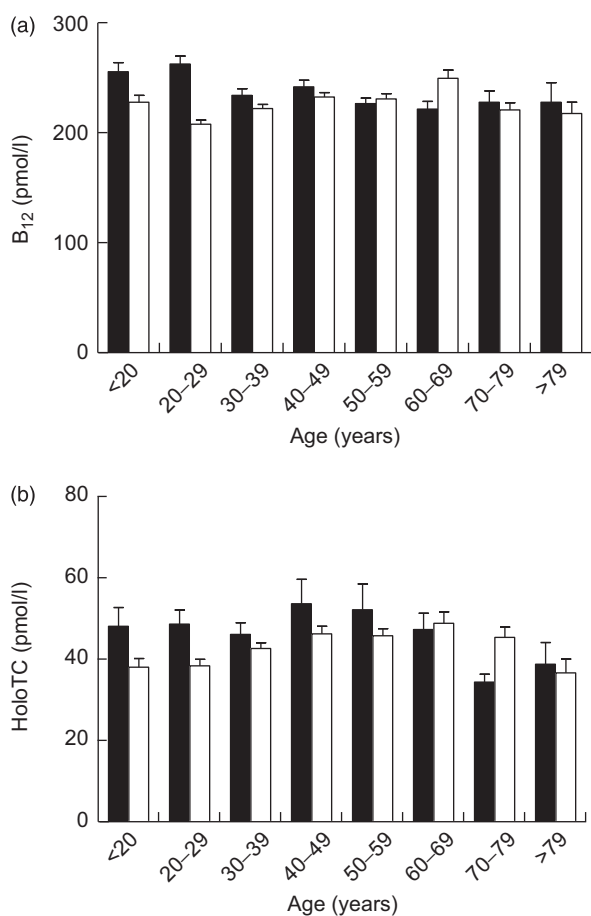 (a)
300
200
100
0
B₁₂ (pmol/l)
<20 20–29 30–39 40–49 50–59 60–69 70–79 >79
Age (years)
(b)
80
60
40
20
0
HoloTC (pmol/l)
<20 20–29 30–39 40–49 50–59 60–69 70–79 >79
Age (years)